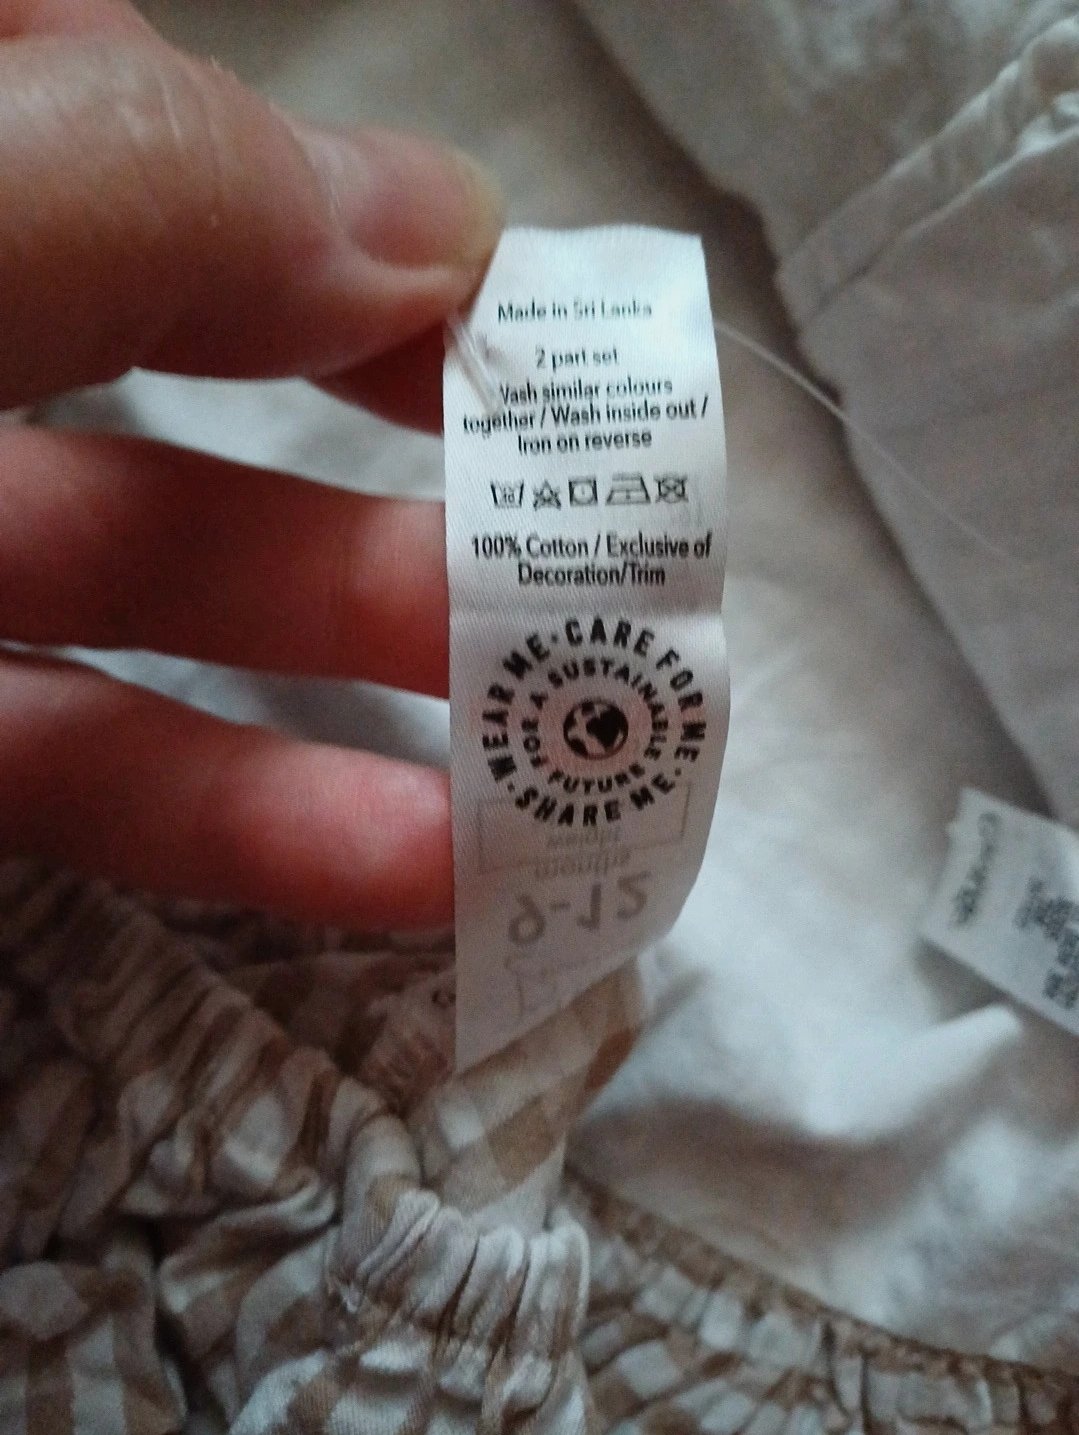 Made in Sri Lanka
2 part set
Wash similar colours
together / Wash inside out /
Iron on reverse
100% Cotton / Exclusive of
Decoration/Trim
WEAR ME · CARE FOR ME · SHARE ME ·
FOR A SUSTAINABLE FUTURE